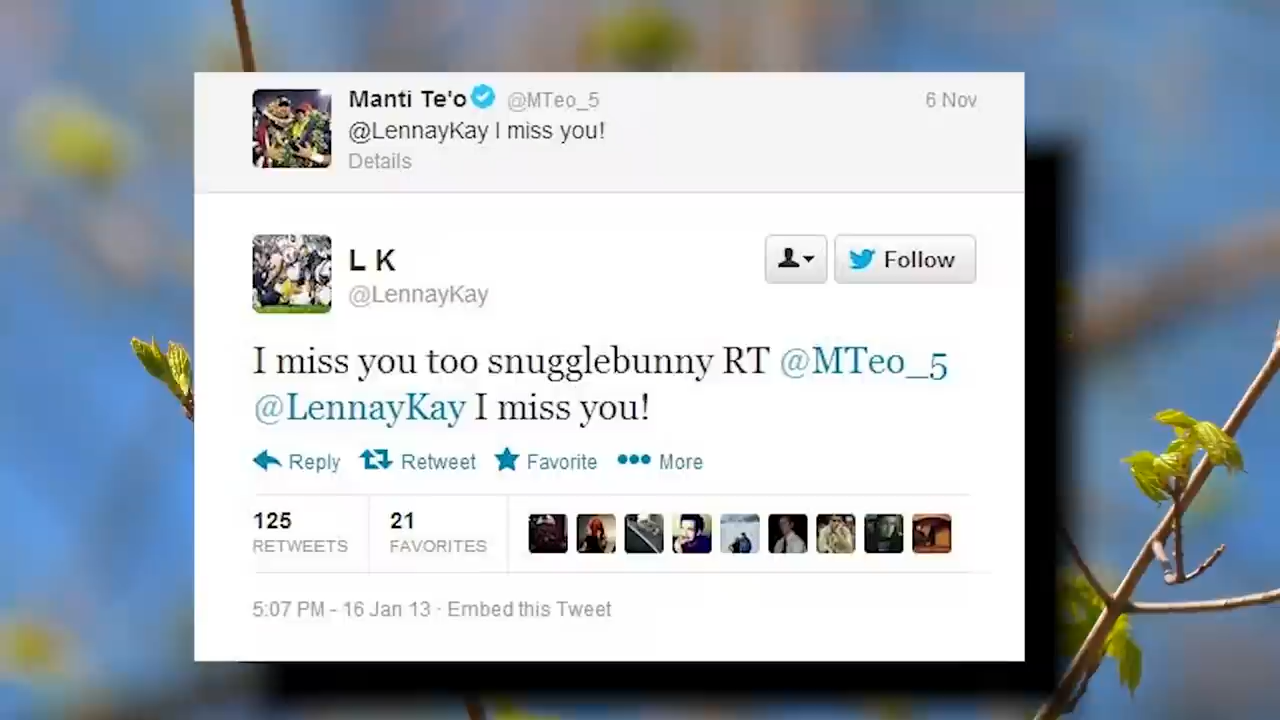 Manti Te'o @MTeo_5 6 Nov
@LennayKay I miss you!
Details
L K
@LennayKay
Follow
I miss you too snugglebunny RT @MTeo_5
@LennayKay I miss you!
Reply Retweet Favorite More
125 21
RETWEETS FAVORITES
5:07 PM - 16 Jan 13 · Embed this Tweet